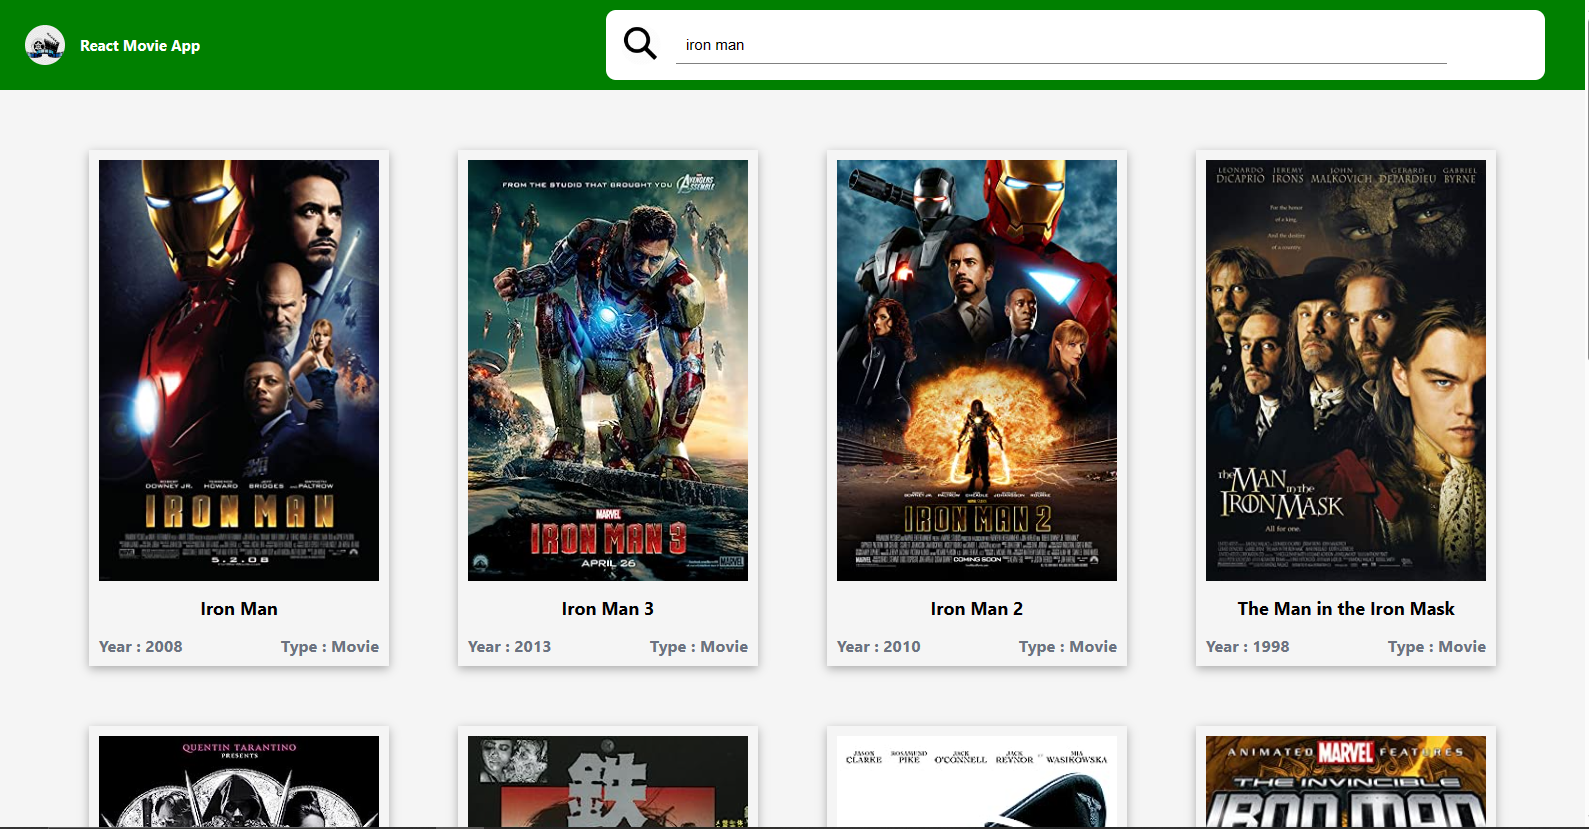 React Movie App
iron man
ROBERT DOWNEY JR. TERRENCE HOWARD JEFF BRIDGES AND GWYNETH PALTROW
IRON MAN
5.2.08
Iron Man
Year : 2008
Type : Movie
FROM THE STUDIO THAT BROUGHT YOU
AVENGERS
ASSEMBLE
MARVEL
IRON MAN 3
APRIL 26
MARVEL
Iron Man 3
Year : 2013
Type : Movie
IRON MAN 2
COMING SOON
Iron Man 2
Year : 2010
Type : Movie
LEONARDO DiCAPRIO JEREMY IRONS JOHN MALKOVICH GERARD DEPARDIEU GABRIEL BYRNE
For the honor
of a king.
And the destiny
of a country.
THE MAN IN THE
IRON MASK
All for one.
The Man in the Iron Mask
Year : 1998
Type : Movie
QUENTIN TARANTINO
PRESENTS
鉄
JASON CLARKE ROSAMUND PIKE JACK O'CONNELL JACK REYNOR MIA WASIKOWSKA
ANIMATED MARVEL FEATURES
THE INVINCIBLE
IRON MAN